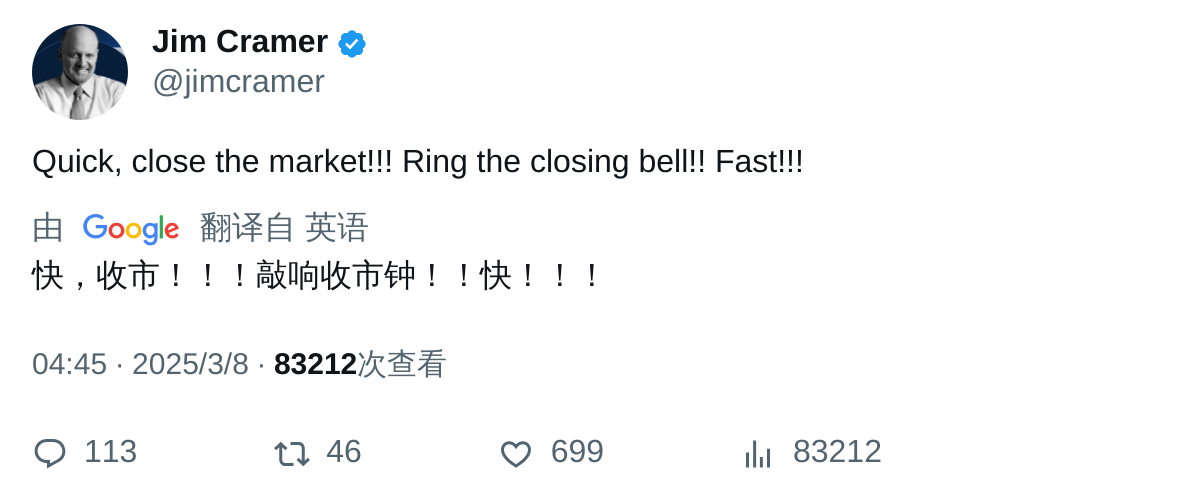 Jim Cramer
@jimcramer
Quick, close the market!!! Ring the closing bell!! Fast!!!
由 Google 翻译自 英语
快，收市！！！敲响收市钟！！快！！！
04:45 · 2025/3/8 · 83212次查看
113 46 699 83212